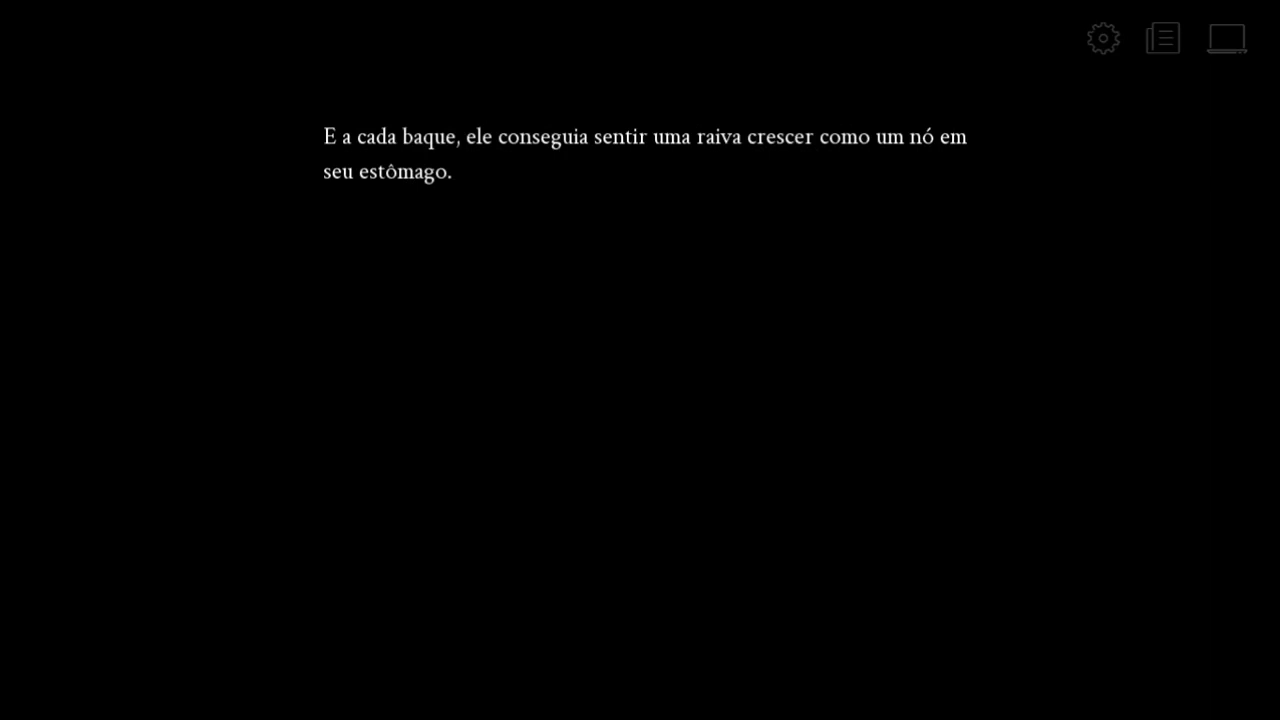 E a cada baque, ele conseguia sentir uma raiva crescer como um nó em
seu estômago.